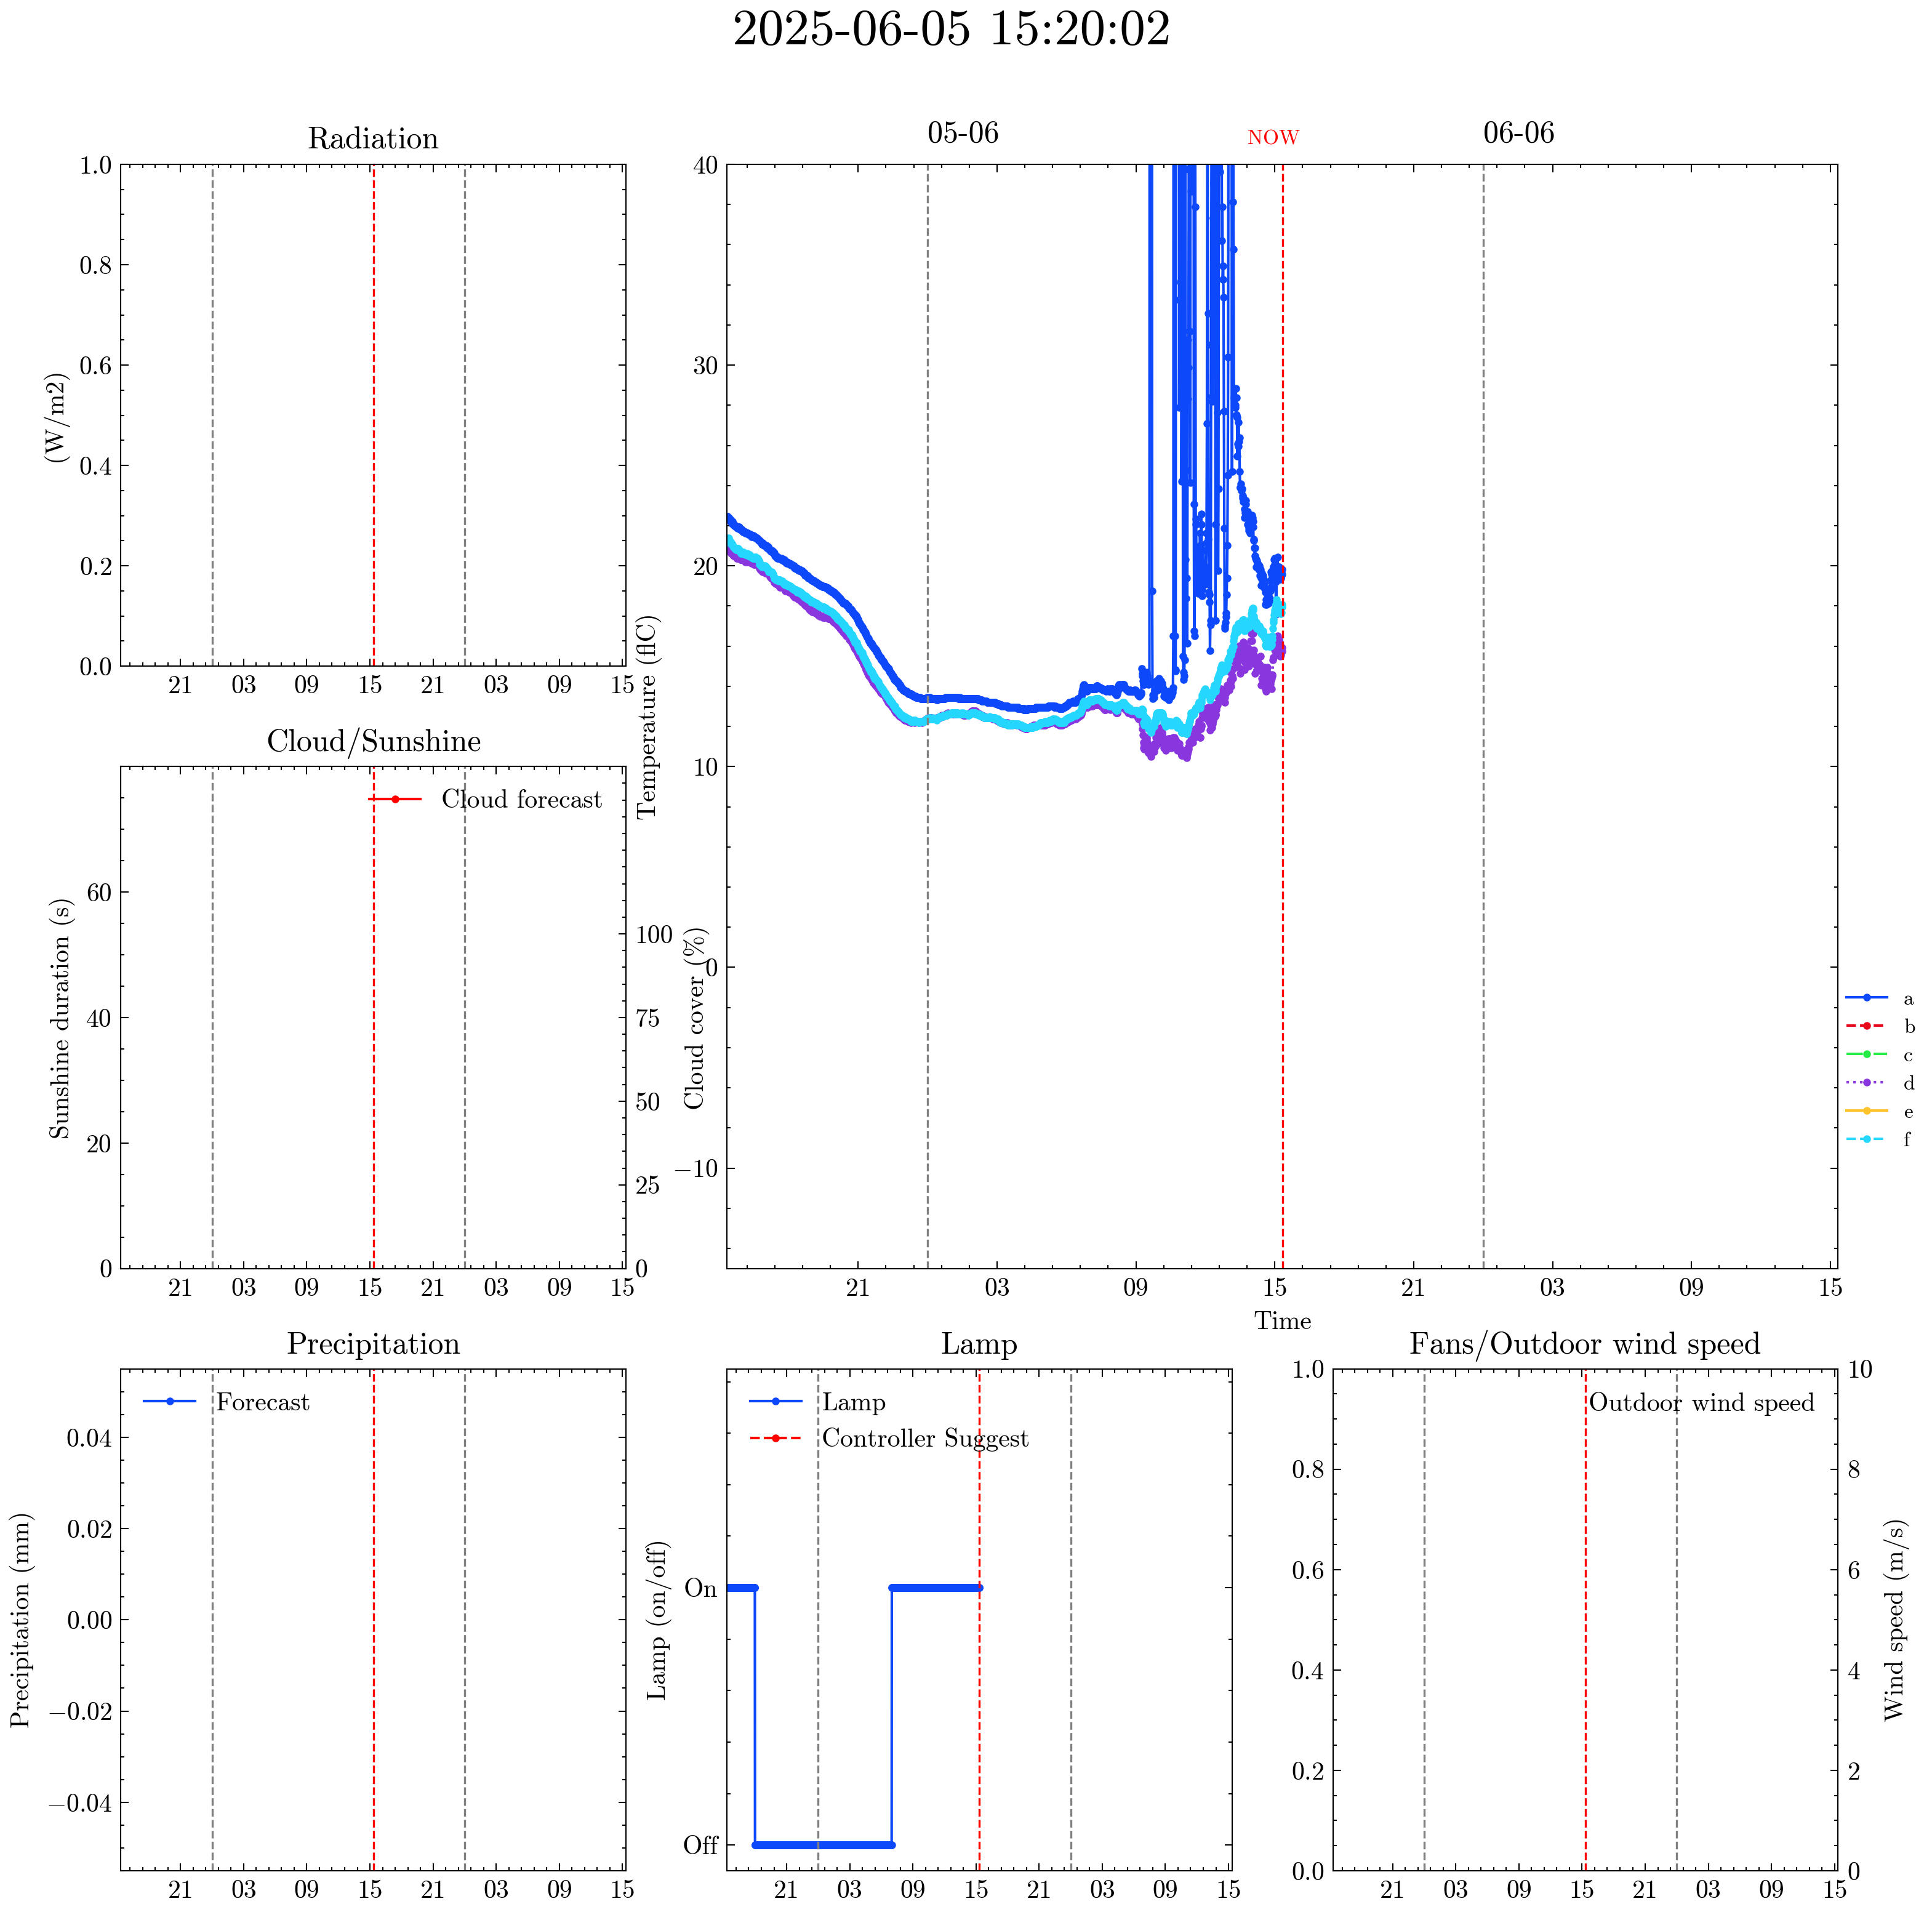 2025-06-05 15:20:02
Radiation
1.0
0.8
0.6
0.4
0.2
0.0
(W/m2)
21 03 09 15 21 03 09 15
05-06
NOW
06-06
40
30
20
10
0
−10
Temperature (flC)
21 03 09 15 21 03 09 15
Time
a
b
c
d
e
f
Cloud/Sunshine
Cloud forecast
60
40
20
0
Sunshine duration (s)
100
75
50
25
0
Cloud cover (%)
21 03 09 15 21 03 09 15
Precipitation
Forecast
0.04
0.02
0.00
−0.02
−0.04
Precipitation (mm)
21 03 09 15 21 03 09 15
Lamp
Lamp
Controller Suggest
On
Off
Lamp (on/off)
21 03 09 15 21 03 09 15
Fans/Outdoor wind speed
Outdoor wind speed
1.0
0.8
0.6
0.4
0.2
0.0
10
8
6
4
2
0
Wind speed (m/s)
21 03 09 15 21 03 09 15